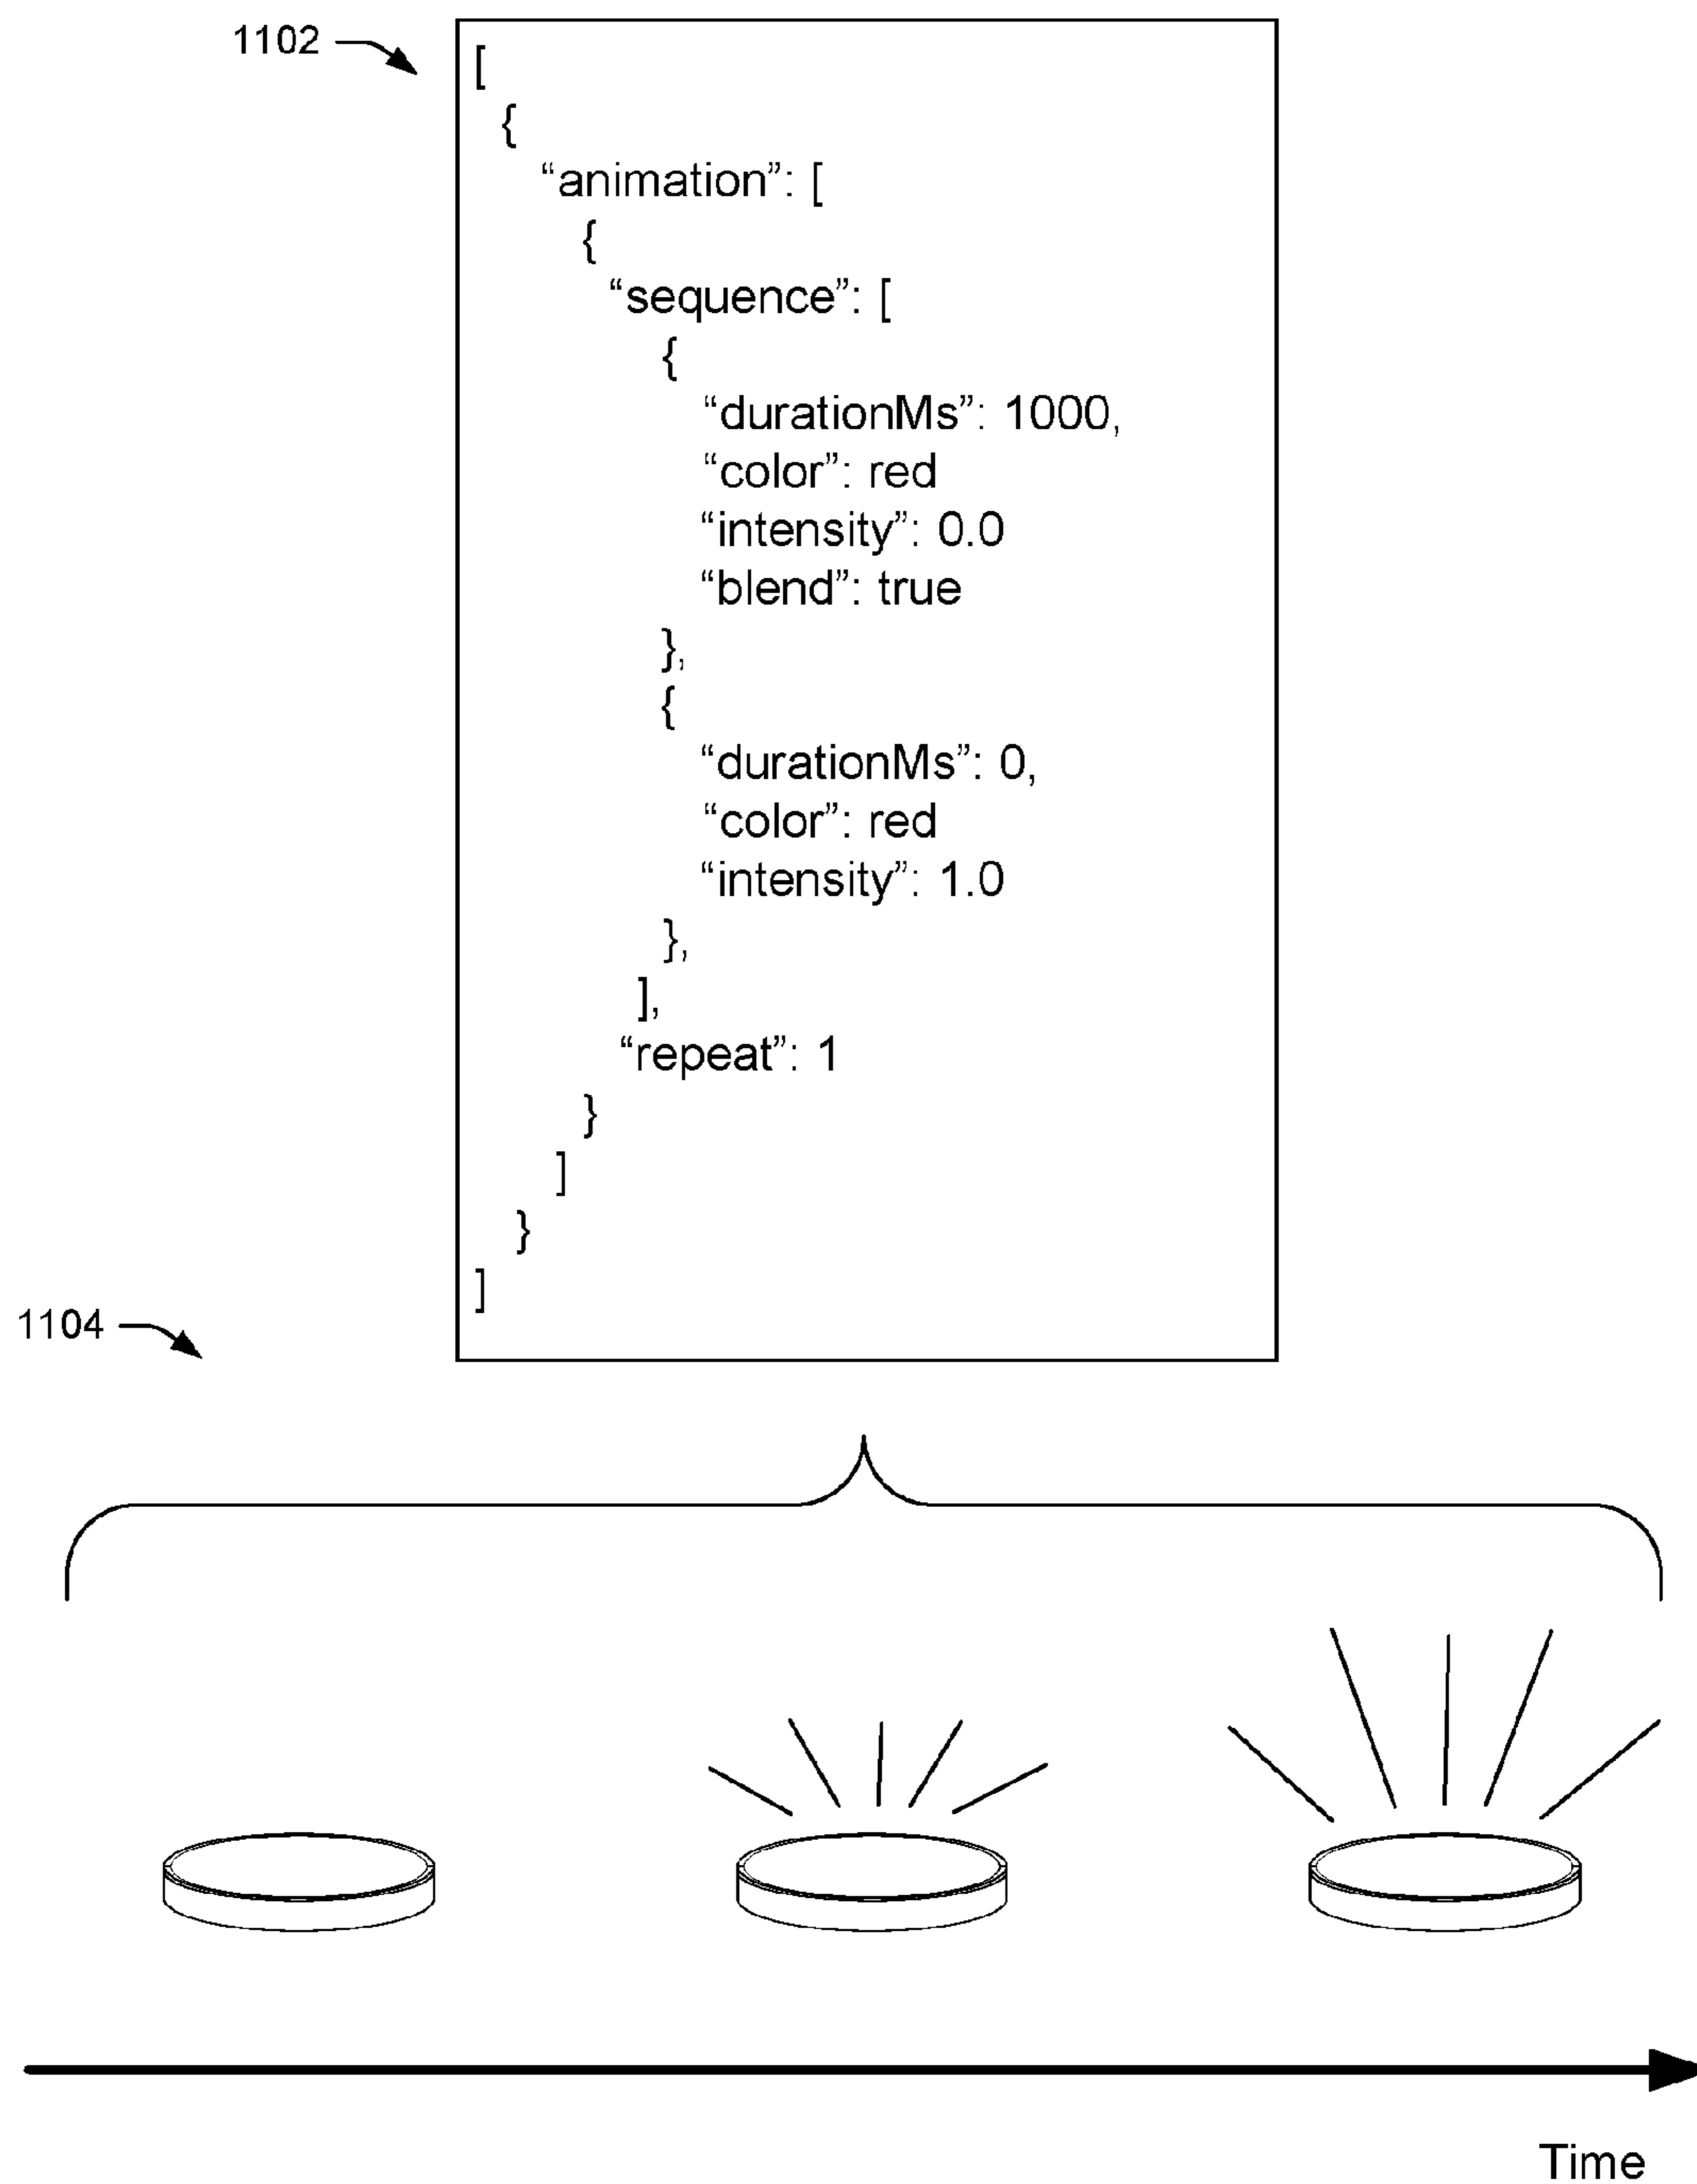 1102
[
{
“animation”: [
{
“sequence”: [
{
“durationMs”: 1000,
“color”: red
“intensity”: 0.0
“blend”: true
},
{
“durationMs”: 0,
“color”: red
“intensity”: 1.0
},
],
“repeat”: 1
}
]
}
]
1104
Time